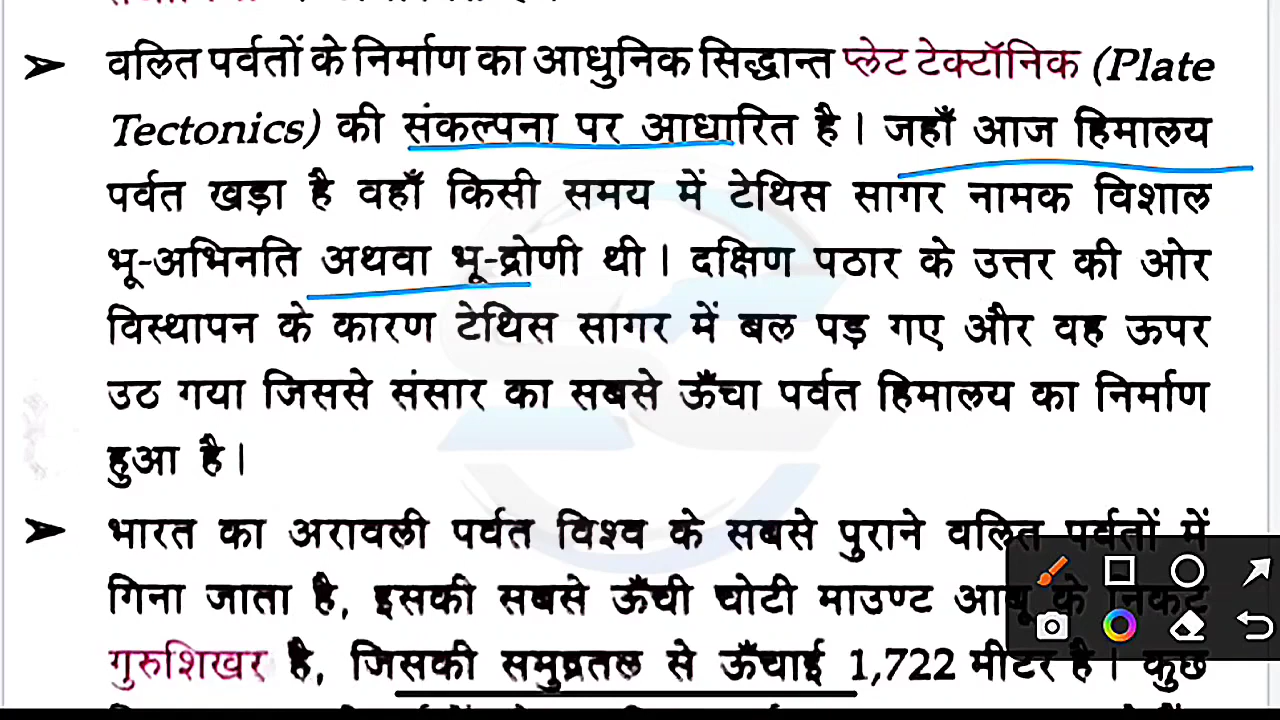 ➤ वलित पर्वतों के निर्माण का आधुनिक सिद्धान्त प्लेट टेक्टॉनिक (Plate
Tectonics) की संकल्पना पर आधारित है। जहाँ आज हिमालय
पर्वत खड़ा है वहाँ किसी समय में टेथिस सागर नामक विशाल
भू-अभिनति अथवा भू-द्रोणी थी। दक्षिण पठार के उत्तर की ओर
विस्थापन के कारण टेथिस सागर में बल पड़ गए और वह ऊपर
उठ गया जिससे संसार का सबसे ऊँचा पर्वत हिमालय का निर्माण
हुआ है।
➤ भारत का अरावली पर्वत विश्व के सबसे पुराने वलित पर्वतों में
गिना जाता है, इसकी सबसे ऊँची चोटी माउण्ट आबू के निकट
गुरुशिखर है, जिसकी समुद्रतल से ऊँचाई 1,722 मीटर है। कुछ